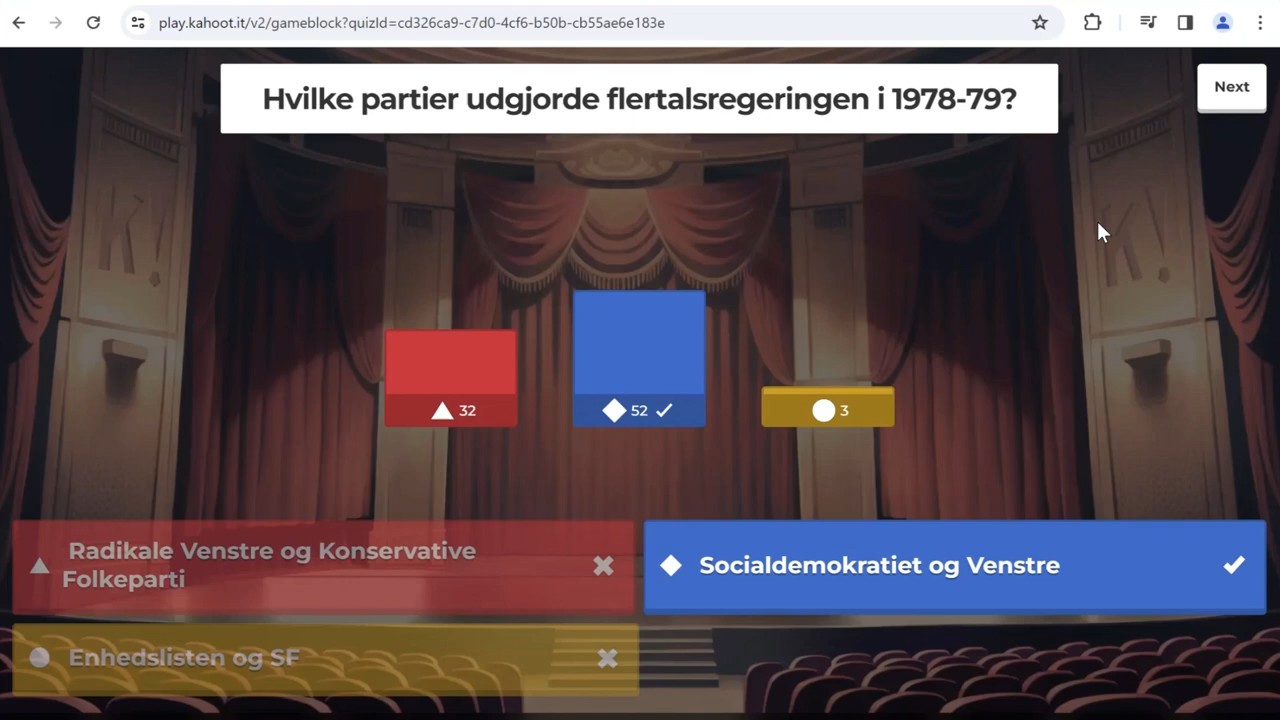 play.kahoot.it/v2/gameblock?quizId=cd326ca9-c7d0-4cf6-b50b-cb55ae6e183e
Hvilke partier udgjorde flertalsregeringen i 1978-79?
Next
K!
K!
32
52
3
Radikale Venstre og Konservative
Folkeparti
Socialdemokratiet og Venstre
Enhedslisten og SF